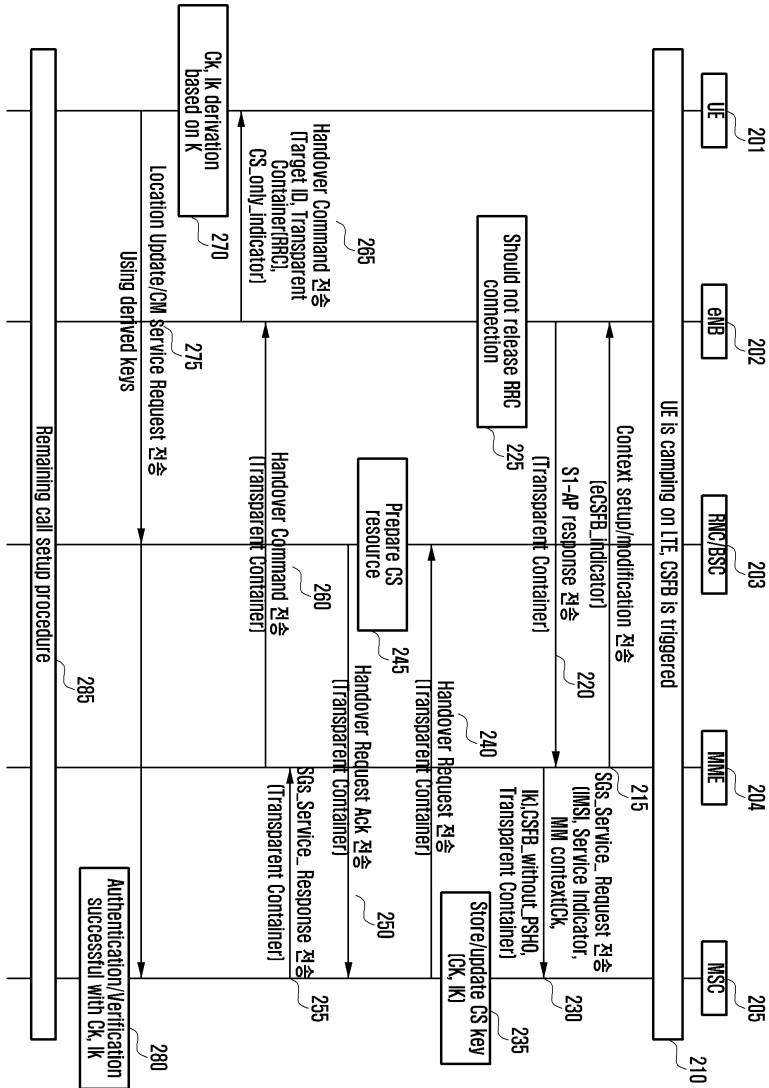 UE
201
eNB
202
RNC/BSC
203
MME
204
MSC
205
UE is camping on LTE, CSFB is triggered
210
Context setup/modification 전송
(eCSFB_indicator)
215
S1-AP response 전송
(Transparent Container)
220
Should not release RRC
connection
225
SGs_Service_ Request 전송
(IMSI, Service Indicator,
MM context(Ck,
Ik)CSFB_without_PSHO,
Transparent Container)
230
Store/update CS key
(CK, IK)
235
Handover Request 전송
(Transparent Container)
240
Prepare CS
resource
245
Handover Request Ack 전송
(Transparent Container)
250
SGs_Service_ Response 전송
(Transparent Container)
255
Handover Command 전송
(Transparent Container)
260
Handover Command 전송
(Target ID, Transparent
Container(RRC),
CS_only_indicator)
265
Ck, Ik derivation
based on K
270
Location Update/CM service Request 전송
Using derived keys
275
Authentication/Verification
successful with Ck, Ik
280
Remaining call setup procedure
285